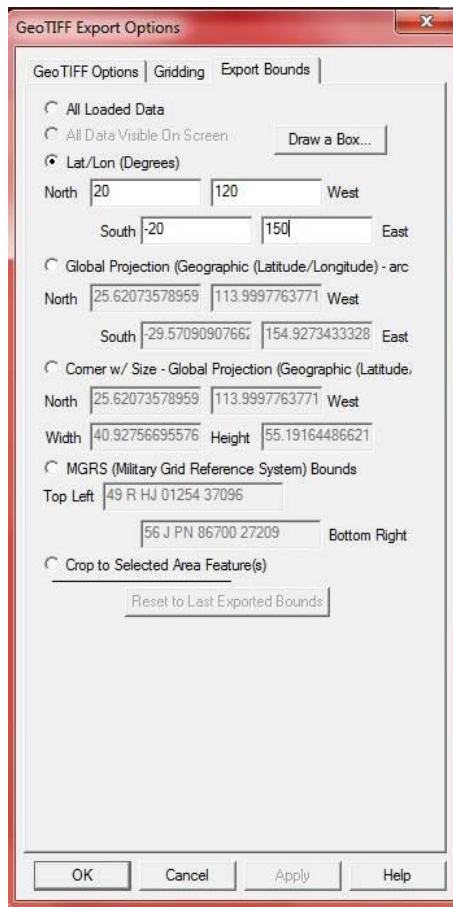 GeoTIFF Export Options
GeoTIFF Options Gridding Export Bounds
All Loaded Data
All Data Visible On Screen Draw a Box...
Lat/Lon (Degrees)
North 20 120 West
South -20 150 East
Global Projection (Geographic (Latitude/Longitude) - arc
North 25.62073578959 113.9997763771 West
South -29.5709090766 154.9273433328 East
Corner w/ Size - Global Projection (Geographic (Latitude/
North 25.62073578959 113.9997763771 West
Width 40.92756695576 Height 55.19164486621
MGRS (Military Grid Reference System) Bounds
Top Left 49 R HJ 01254 37096
56 J PN 86700 27209 Bottom Right
Crop to Selected Area Feature(s)
Reset to Last Exported Bounds
OK Cancel Apply Help